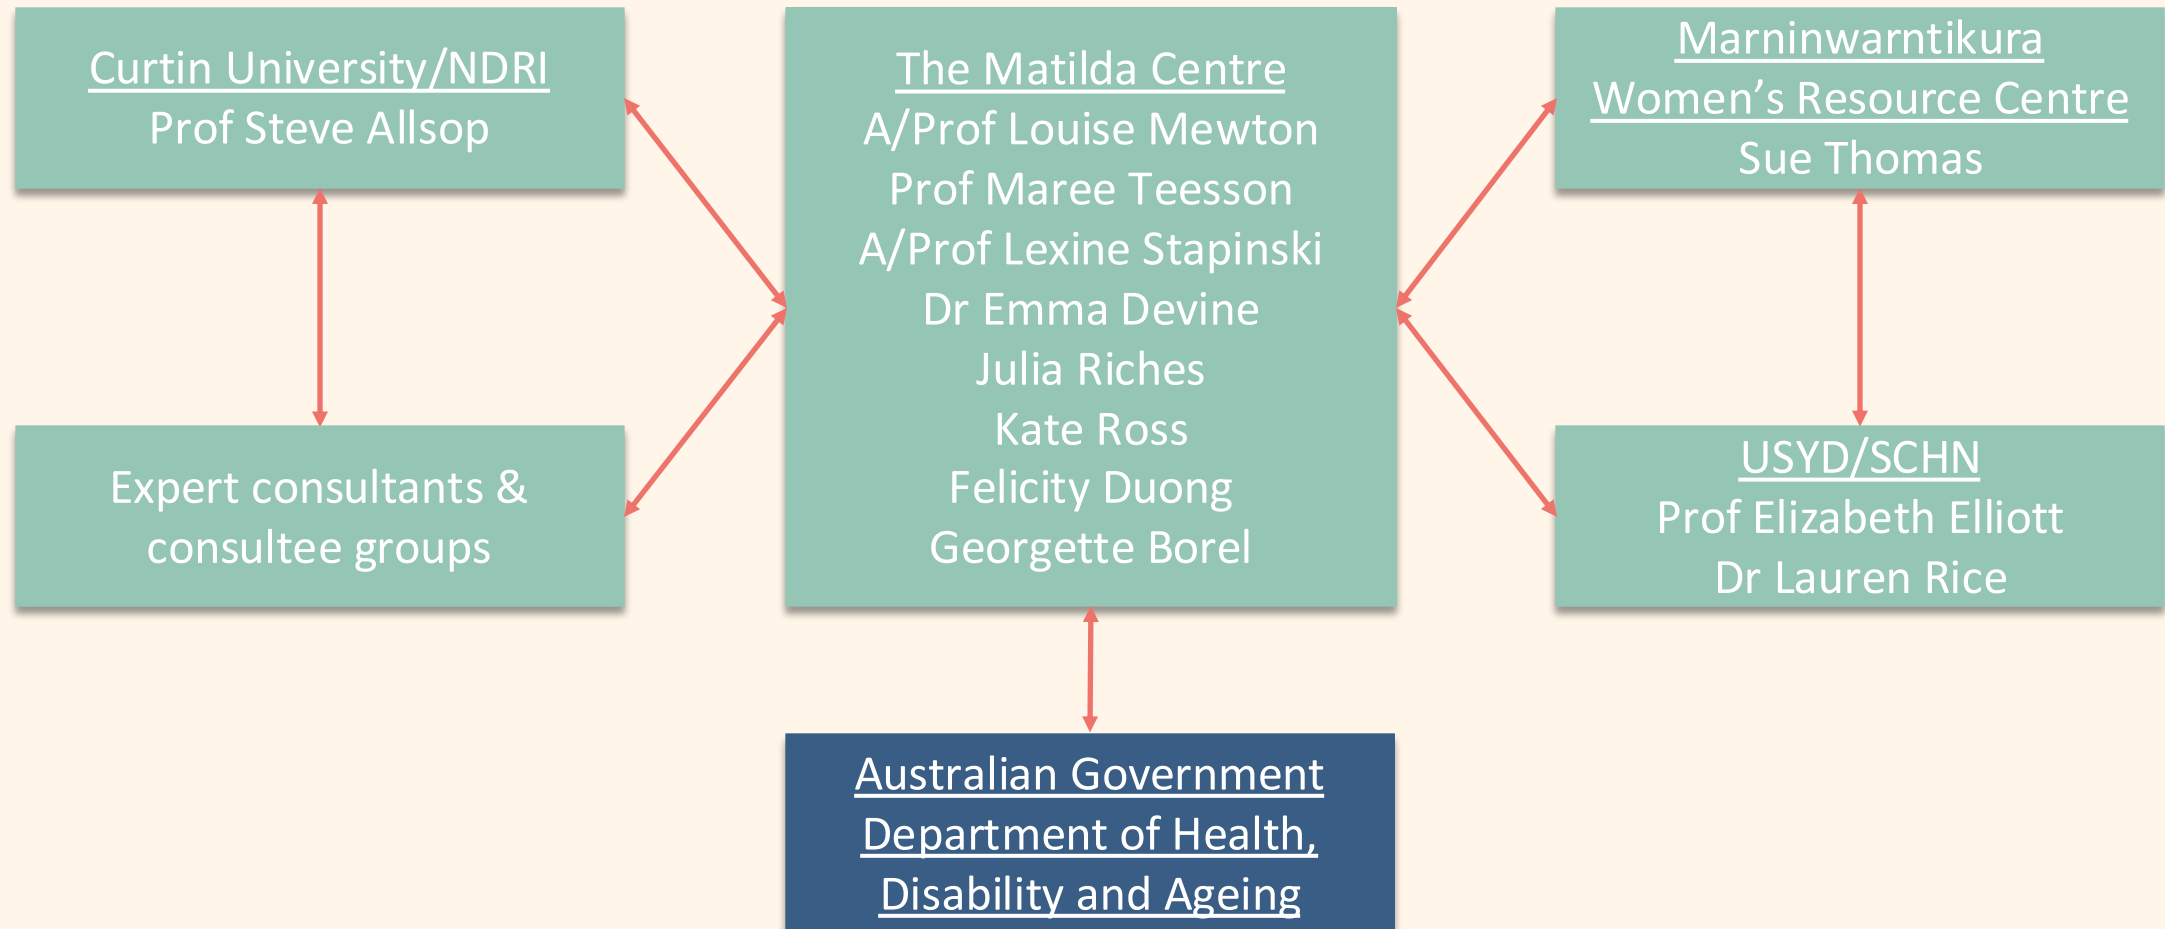 Curtin University/NDRI
Prof Steve Allsop
Expert consultants &
consultee groups
The Matilda Centre
A/Prof Louise Mewton
Prof Maree Teesson
A/Prof Lexine Stapinski
Dr Emma Devine
Julia Riches
Kate Ross
Felicity Duong
Georgette Borel
Marninwarntikura
Women’s Resource Centre
Sue Thomas
USYD/SCHN
Prof Elizabeth Elliott
Dr Lauren Rice
Australian Government
Department of Health,
Disability and Ageing